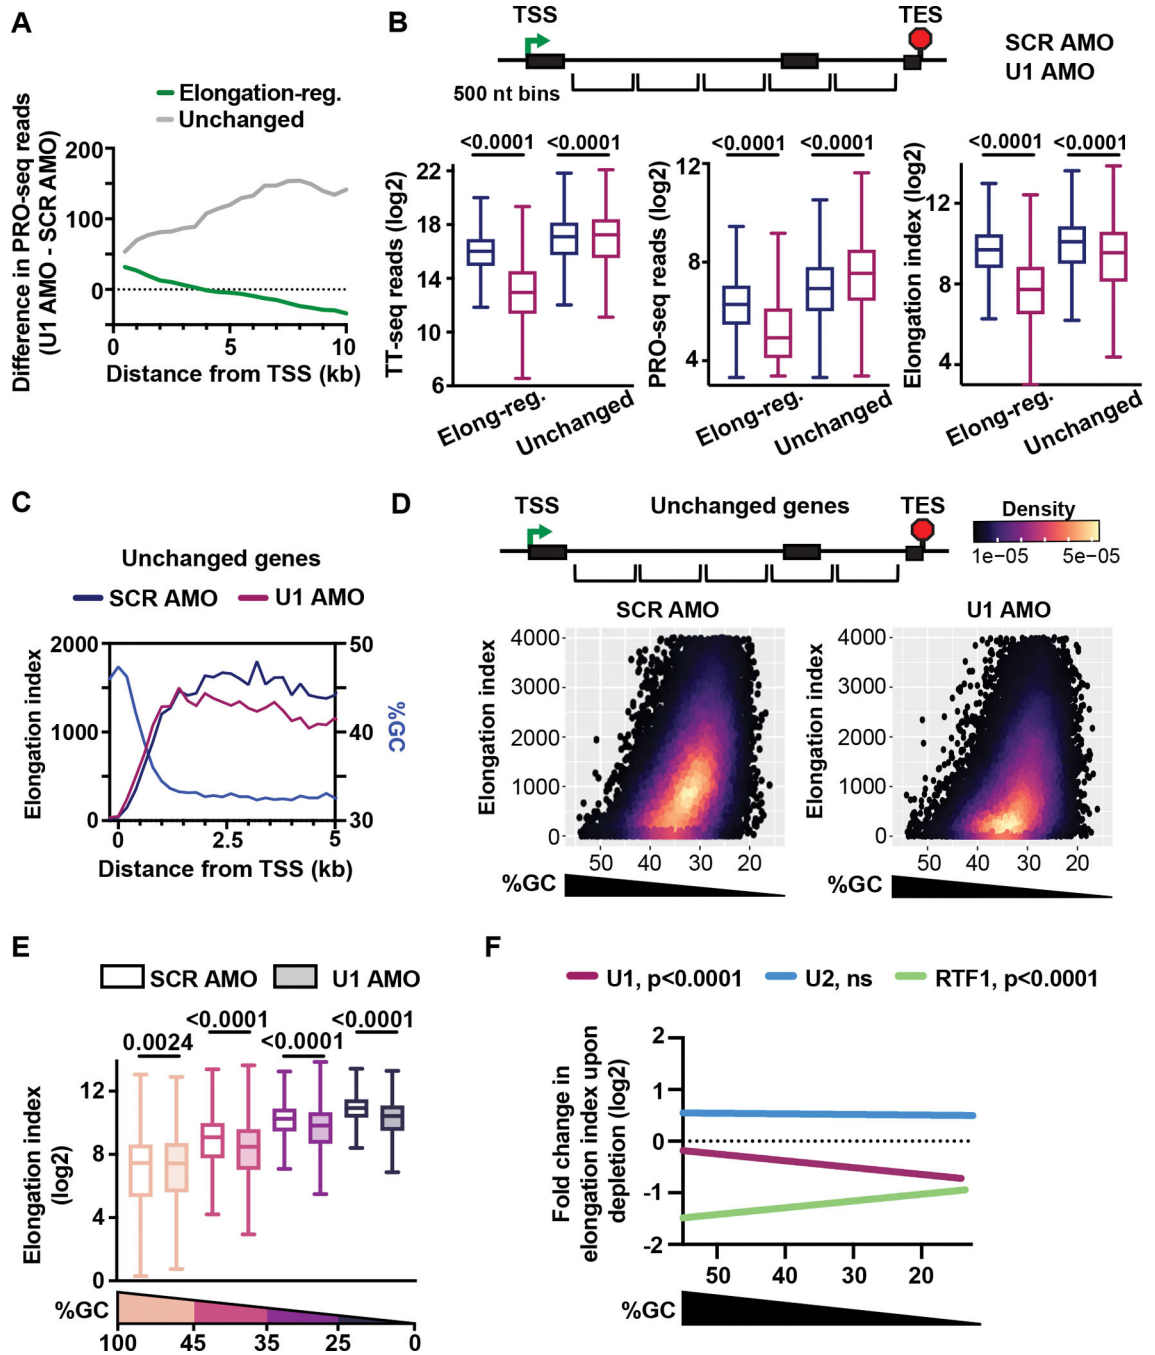 A
Elongation-reg.
Unchanged
Difference in PRO-seq reads
(U1 AMO - SCR AMO)
200
100
0
0
5
10
Distance from TSS (kb)
B
TSS
TES
SCR AMO
U1 AMO
500 nt bins
<0.0001
<0.0001
TT-seq reads (log2)
22
18
14
10
6
Elong-reg.
Unchanged
<0.0001
<0.0001
PRO-seq reads (log2)
12
8
4
Elong-reg.
Unchanged
<0.0001
<0.0001
Elongation index (log2)
12
8
4
Elong-reg.
Unchanged
C
Unchanged genes
SCR AMO
U1 AMO
Elongation index
2000
1000
0
50
40
30
%GC
0
2.5
5
Distance from TSS (kb)
D
TSS
Unchanged genes
TES
Density
1e-05
5e-05
SCR AMO
Elongation index
4000
3000
2000
1000
0
50
40
30
20
%GC
U1 AMO
Elongation index
4000
3000
2000
1000
0
50
40
30
20
%GC
E
SCR AMO
U1 AMO
0.0024
<0.0001
<0.0001
<0.0001
Elongation index
(log2)
12
8
4
0
%GC
100
45
35
25
0
F
U1, p<0.0001
U2, ns
RTF1, p<0.0001
Fold change in
elongation index upon
depletion (log2)
2
1
0
-1
-2
50
40
30
20
%GC